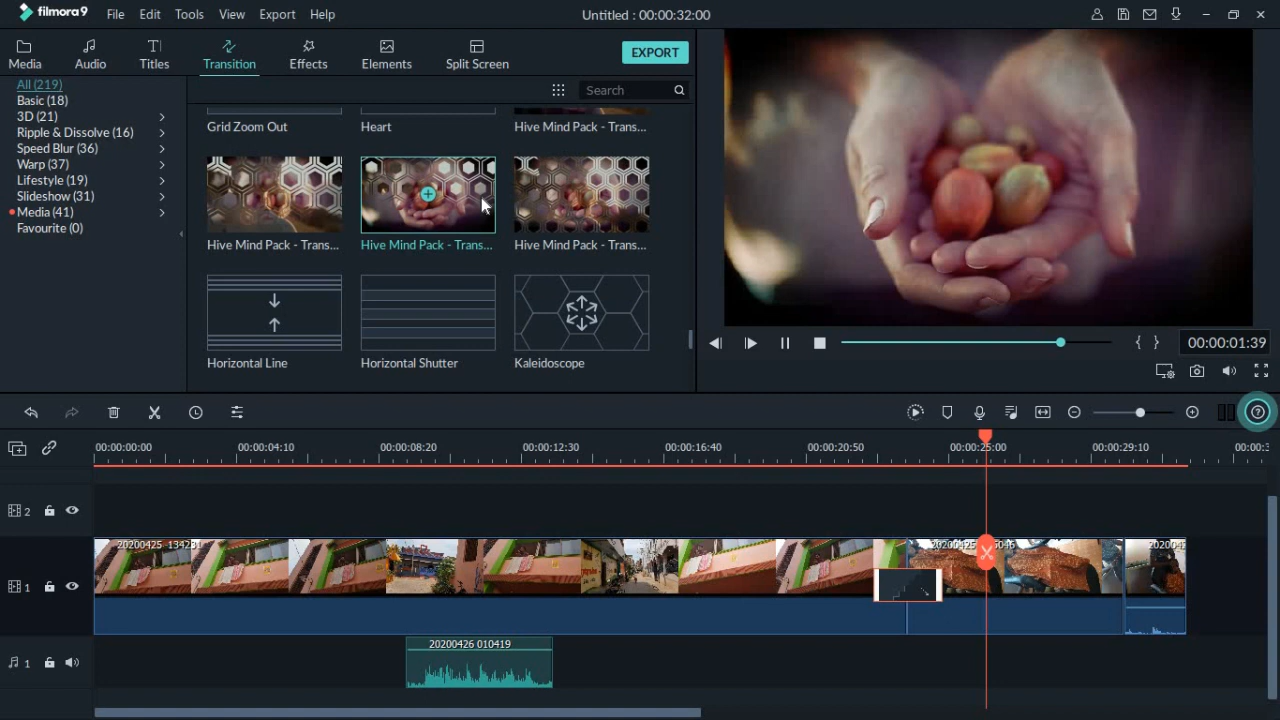 filmora9 File Edit Tools View Export Help Untitled : 00:00:32:00
Media Audio Titles Transition Effects Elements Split Screen EXPORT
All (219)
Basic (18)
3D (21)
Ripple & Dissolve (16)
Speed Blur (36)
Warp (37)
Lifestyle (19)
Slideshow (31)
Media (41)
Favourite (0)
Search
Grid Zoom Out Heart Hive Mind Pack - Trans...
Hive Mind Pack - Trans... Hive Mind Pack - Trans... Hive Mind Pack - Trans...
Horizontal Line Horizontal Shutter Kaleidoscope
00:00:01:39
00:00:00:00 00:00:04:10 00:00:08:20 00:00:12:30 00:00:16:40 00:00:20:50 00:00:25:00 00:00:29:10
2
1
1
20200426 010419